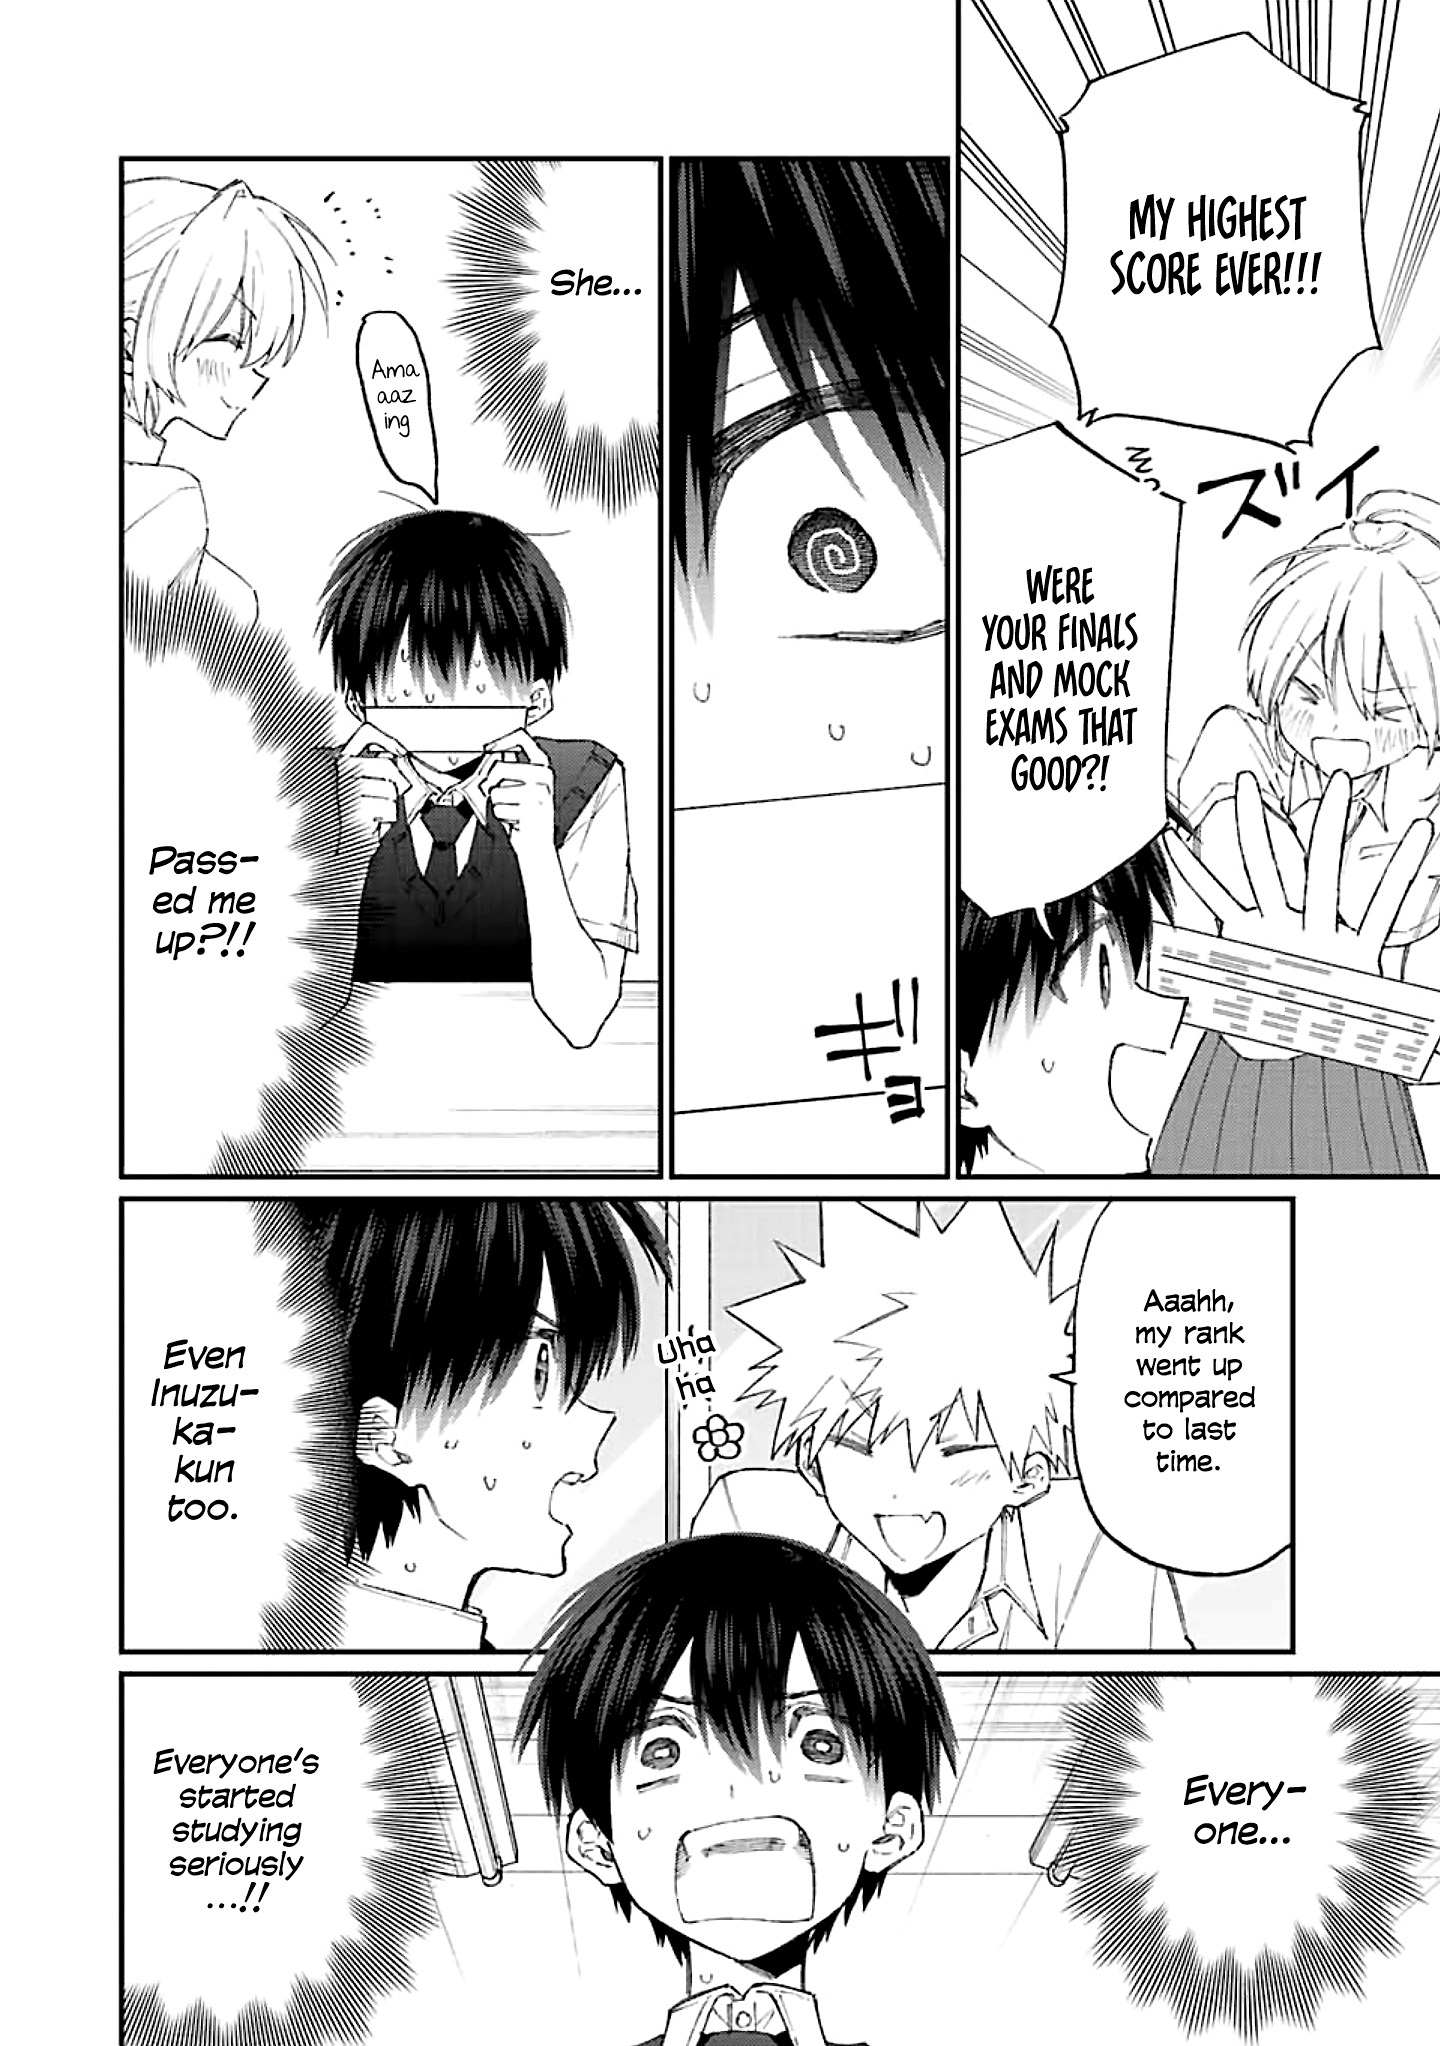 MY HIGHEST
SCORE EVER!!!
ズイ
WERE
YOUR FINALS
AND MOCK
EXAMS THAT
GOOD?!
ギョ
She...
Ama
aaz
ing
Pass-
ed me
up?!!
Aaahh,
my rank
went up
compared
to last
time.
Uha
ha
Even
Inuzu-
ka-
kun
too.
Every-
one...
Everyone's
started
studying
seriously
...!!